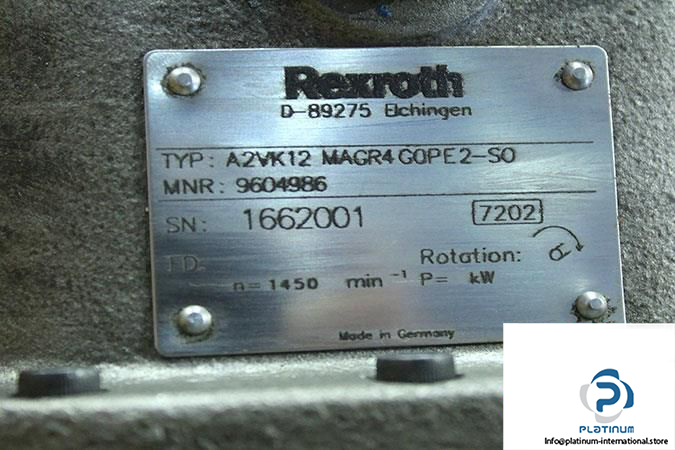 Rexroth
D-89275 Elchingen
TYP: A2VK12 MAGR4 G0PE2-SO
MNR: 9604986
SN: 1662001 7202
FD:
Rotation:
n= 1450 min -1 P= kW
Made in Germany
PLATINUM
Info@platinum-international.store